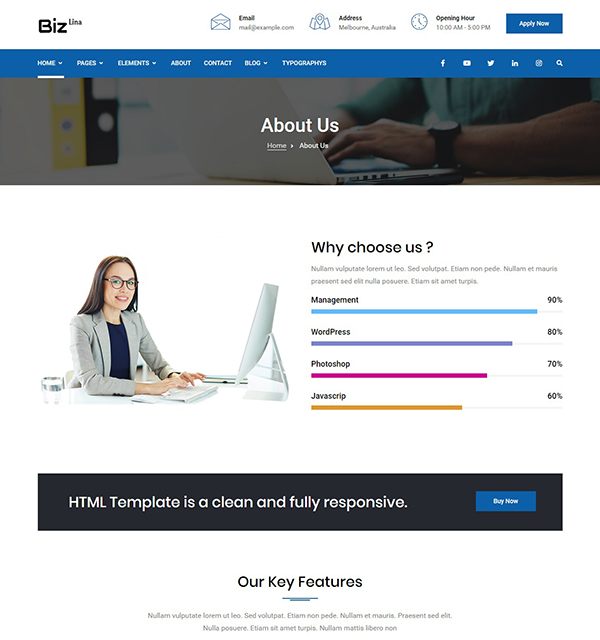 Biz Lina
Email
mail@example.com
Address
Melbourne, Australia
Opening Hour
10:00 AM - 5:00 PM
Apply Now
HOME PAGES ELEMENTS ABOUT CONTACT BLOG TYPOGRAPHYS
About Us
Home About Us
Why choose us ?
Nullam vulputate lorem ut leo. Sed volutpat. Etiam non pede. Nullam et mauris
praesent sed elit nulla posuere. Etiam sit amet turpis.
Management 90%
WordPress 80%
Photoshop 70%
Javascrip 60%
HTML Template is a clean and fully responsive.
Buy Now
Our Key Features
Nullam vulputate lorem ut leo. Sed volutpat. Etiam non pede. Nullam et mauris. Praesent sed elit.
Nulla posuere. Etiam sit amet turpis. Nullam mattis libero non